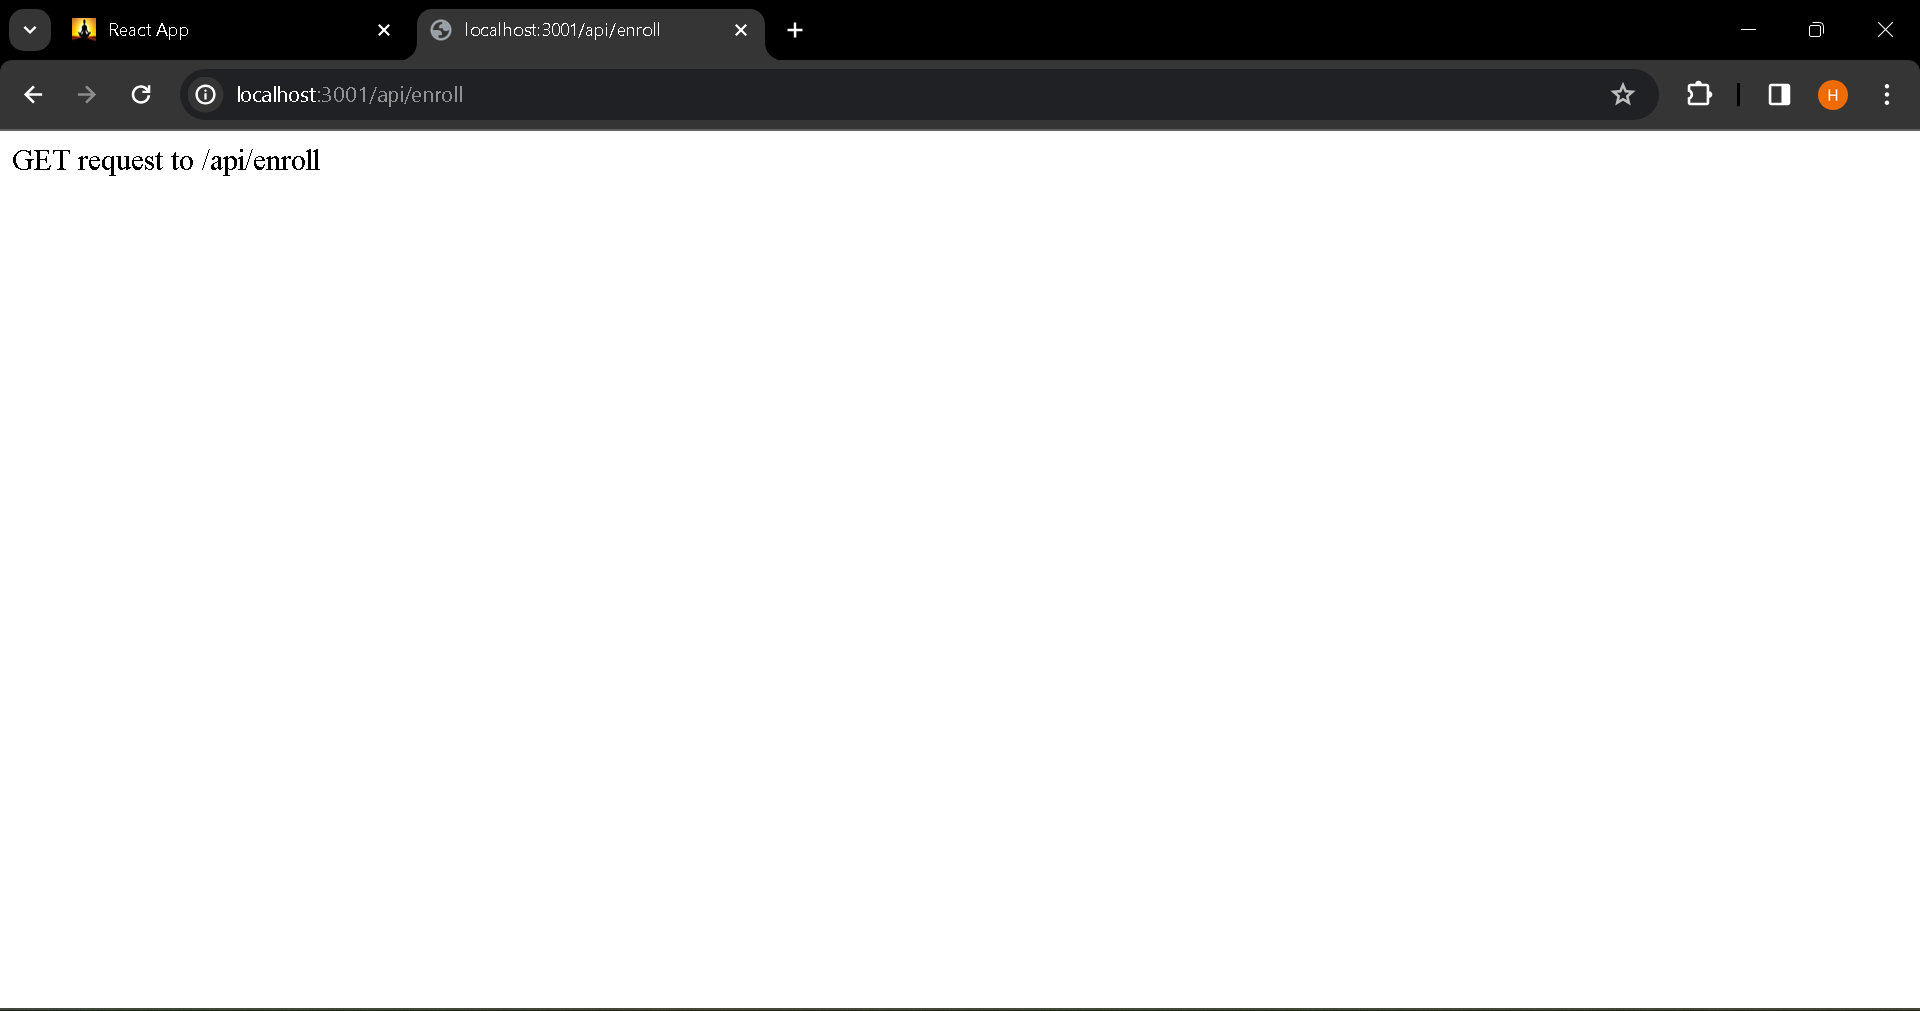 React App
localhost:3001/api/enroll
localhost:3001/api/enroll
H
GET request to /api/enroll